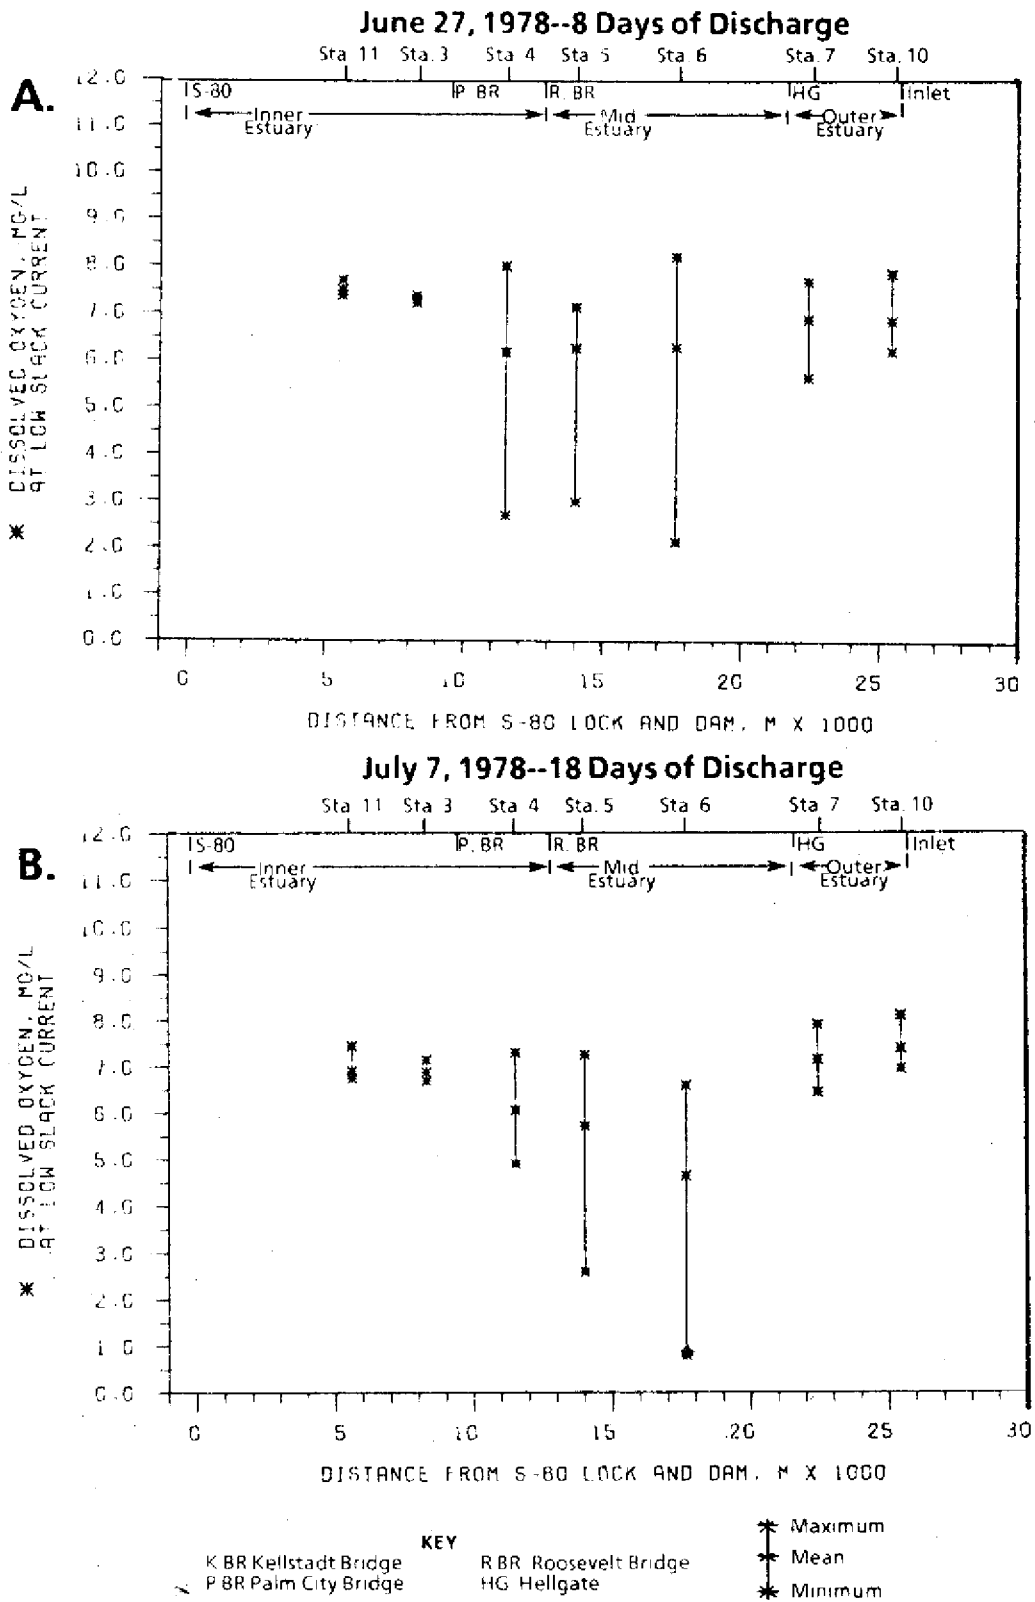 June 27, 1978--8 Days of Discharge
Sta 11 Sta. 3 Sta 4 Sta. 5 Sta. 6 Sta. 7 Sta. 10
A.
S-80 P. BR R. BR HG Inlet
Inner Estuary Mid Estuary Outer Estuary
12.0
11.0
10.0
9.0
8.0
7.0
6.0
5.0
4.0
3.0
2.0
1.0
0.0
* DISSOLVED OXYGEN, MG/L
AT LOW SLACK CURRENT
0 5 10 15 20 25 30
DISTANCE FROM S-80 LOCK AND DAM, M X 1000
July 7, 1978--18 Days of Discharge
Sta 11 Sta 3 Sta 4 Sta. 5 Sta 6 Sta. 7 Sta. 10
B.
S-80 P. BR R. BR HG Inlet
Inner Estuary Mid Estuary Outer Estuary
12.0
11.0
10.0
9.0
8.0
7.0
6.0
5.0
4.0
3.0
2.0
1.0
0.0
* DISSOLVED OXYGEN, MG/L
AT LOW SLACK CURRENT
0 5 10 15 20 25 30
DISTANCE FROM S-80 LOCK AND DAM, M X 1000
KEY
K BR Kellstadt Bridge
P BR Palm City Bridge
R BR Roosevelt Bridge
HG Hellgate
Maximum
Mean
Minimum